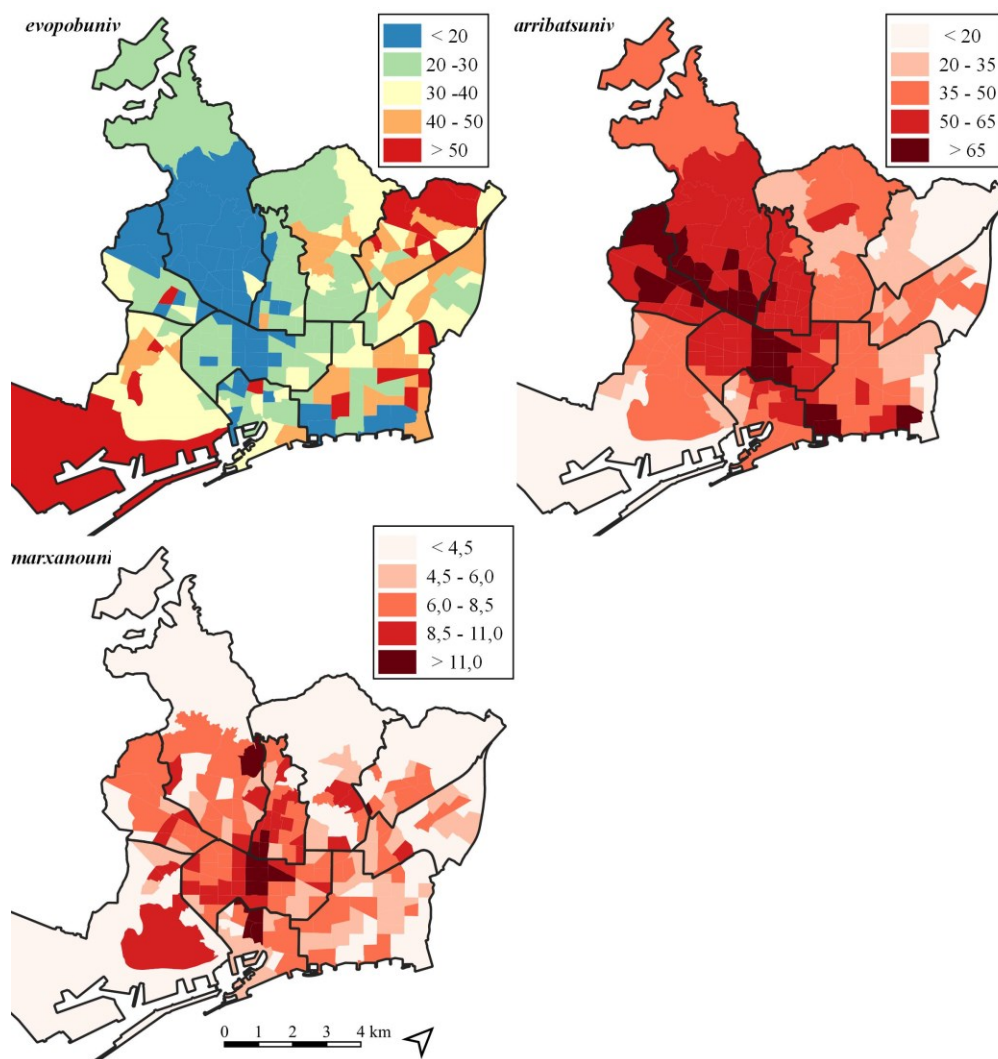 evopobuniv
< 20
20 -30
30 -40
40 - 50
> 50
arribatsuniv
< 20
20 - 35
35 - 50
50 - 65
> 65
marxanouni
< 4,5
4,5 - 6,0
6,0 - 8,5
8,5 - 11,0
> 11,0
0 1 2 3 4 km